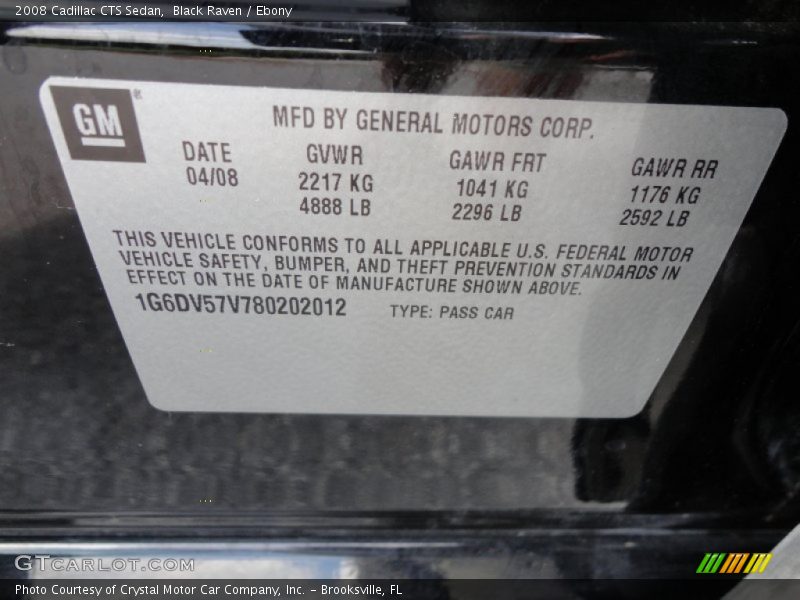 2008 Cadillac CTS Sedan, Black Raven / Ebony
GM
MFD BY GENERAL MOTORS CORP.
DATE GVWR GAWR FRT GAWR RR
04/08 2217 KG 1041 KG 1176 KG
4888 LB 2296 LB 2592 LB
THIS VEHICLE CONFORMS TO ALL APPLICABLE U.S. FEDERAL MOTOR
VEHICLE SAFETY, BUMPER, AND THEFT PREVENTION STANDARDS IN
EFFECT ON THE DATE OF MANUFACTURE SHOWN ABOVE.
1G6DV57V780202012 TYPE: PASS CAR
GTCARLOT.COM
Photo Courtesy of Crystal Motor Car Company, Inc. - Brooksville, FL